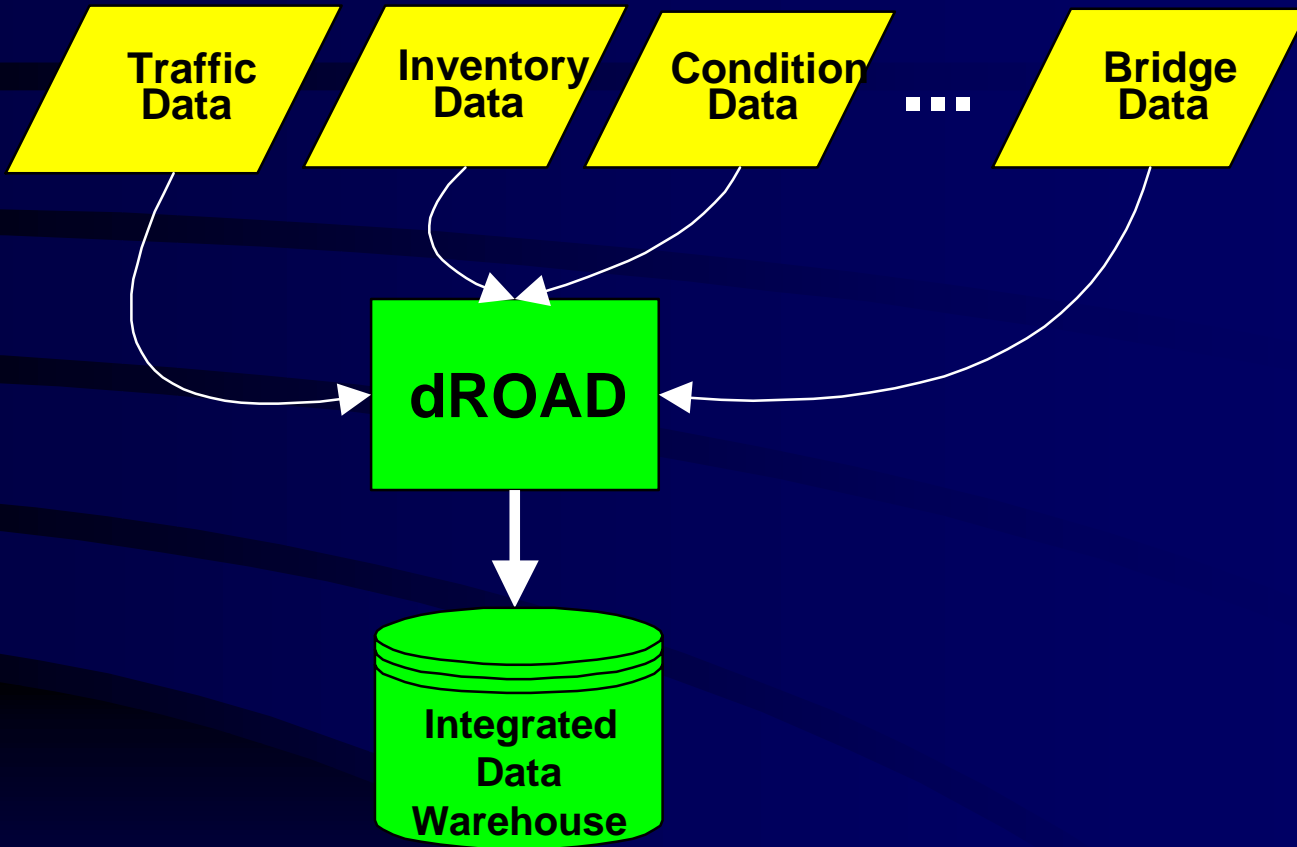 Traffic
Data
Inventory
Data
Condition
Data
...
Bridge
Data
dROAD
Integrated
Data
Warehouse